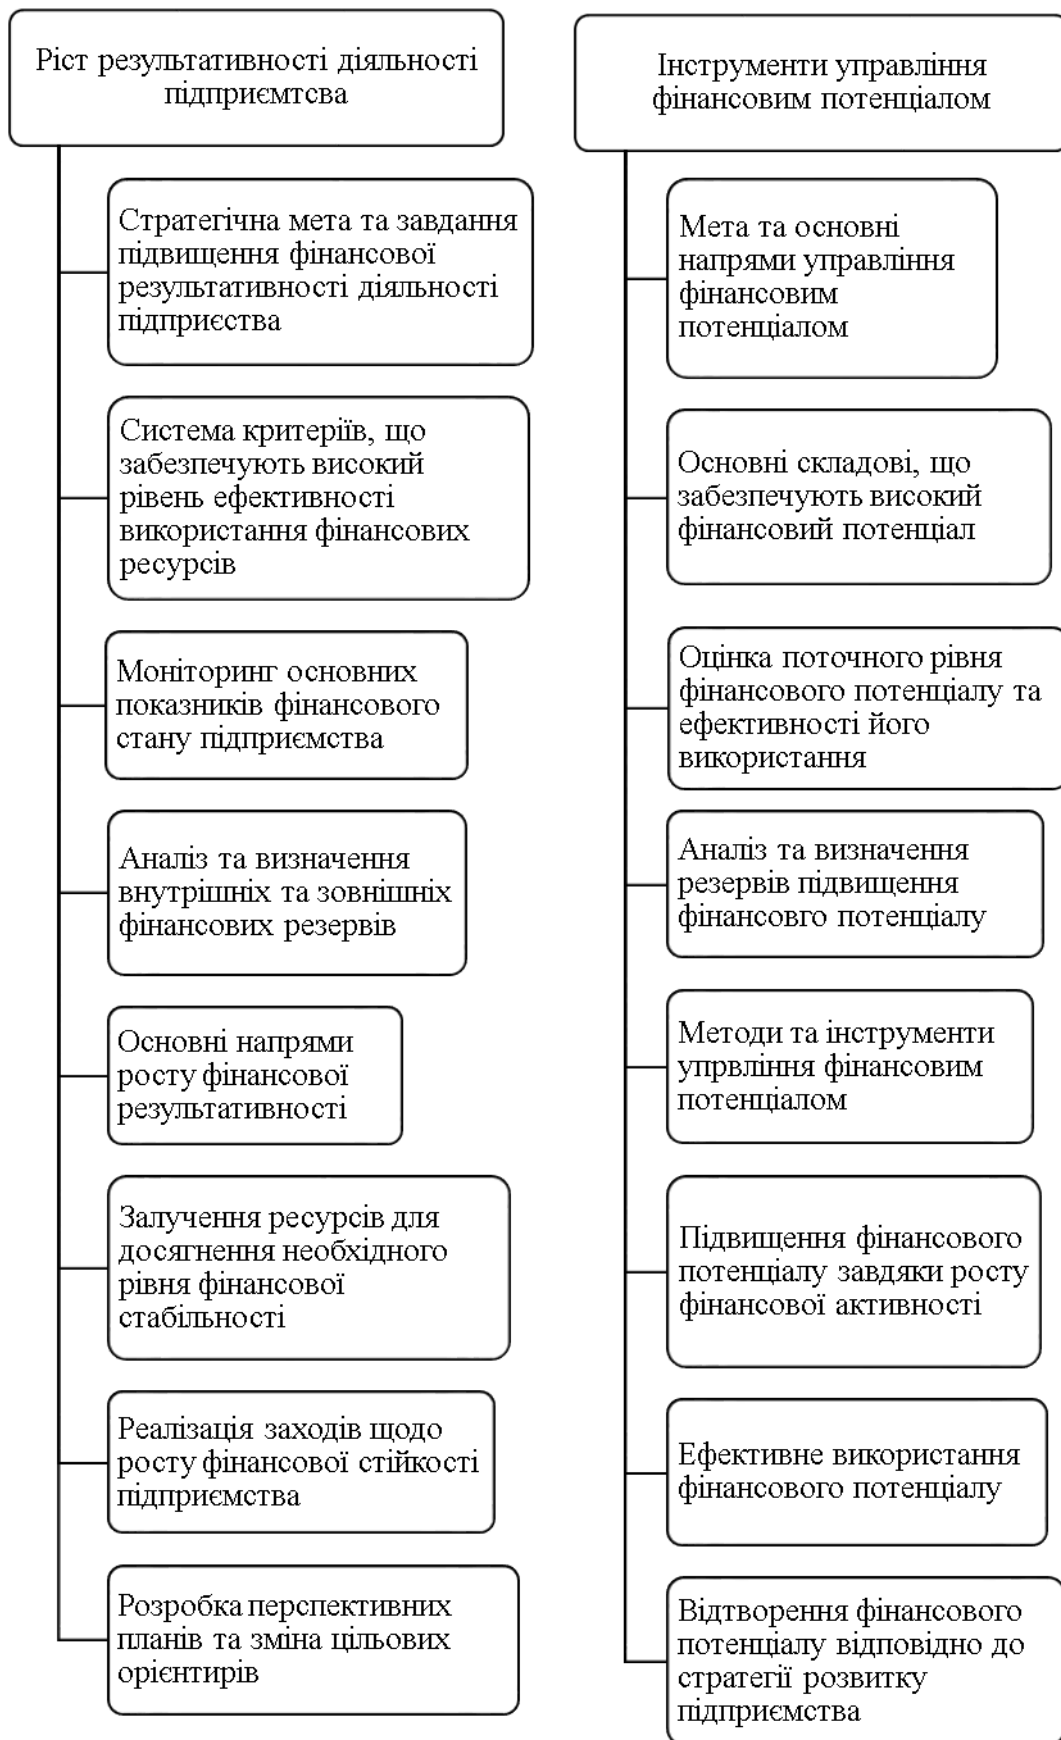 Ріст результативності діяльності
підприємтсва
Стратегічна мета та завдання
підвищення фінансової
результативності діяльності
підприєства
Система критеріїв, що
забезпечують високий
рівень ефективності
використання фінансових
ресурсів
Моніторинг основних
показників фінансового
стану підприємства
Аналіз та визначення
внутрішніх та зовнішніх
фінансових резервів
Основні напрями
росту фінансової
результативності
Залучення ресурсів для
досягнення необхідного
рівня фінансової
стабільності
Реалізація заходів щодо
росту фінансової стійкості
підприємства
Розробка перспективних
планів та зміна цільових
орієнтирів
Інструменти управління
фінансовим потенціалом
Мета та основні
напрями управління
фінансовим
потенціалом
Основні складові, що
забезпечують високий
фінансовий потенціал
Оцінка поточного рівня
фінансового потенціалу та
ефективності його
використання
Аналіз та визначення
резервів підвищення
фінансовго потенціалу
Методи та інструменти
упрвління фінансовим
потенціалом
Підвищення фінансового
потенціалу завдяки росту
фінансової активності
Ефективне використання
фінансового потенціалу
Відтворення фінансового
потенціалу відповідно до
стратегії розвитку
підприємства